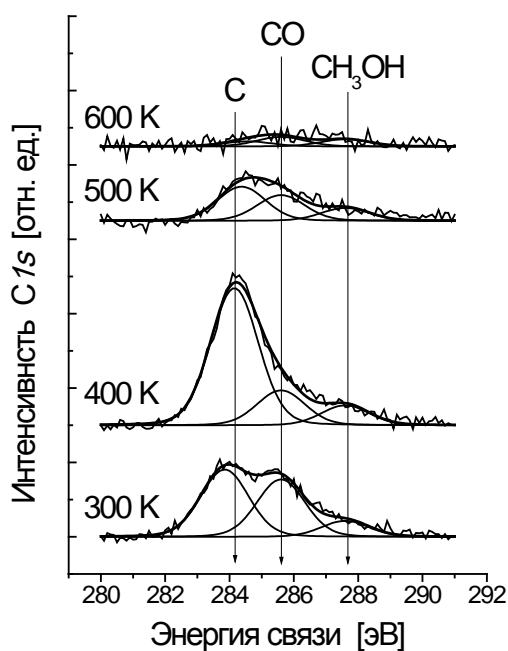 CO
CH₃OH
C
600 K
500 K
400 K
300 K
Интенсивнсть C1s [отн. ед.]
280 282 284 286 288 290 292
Энергия связи [эВ]